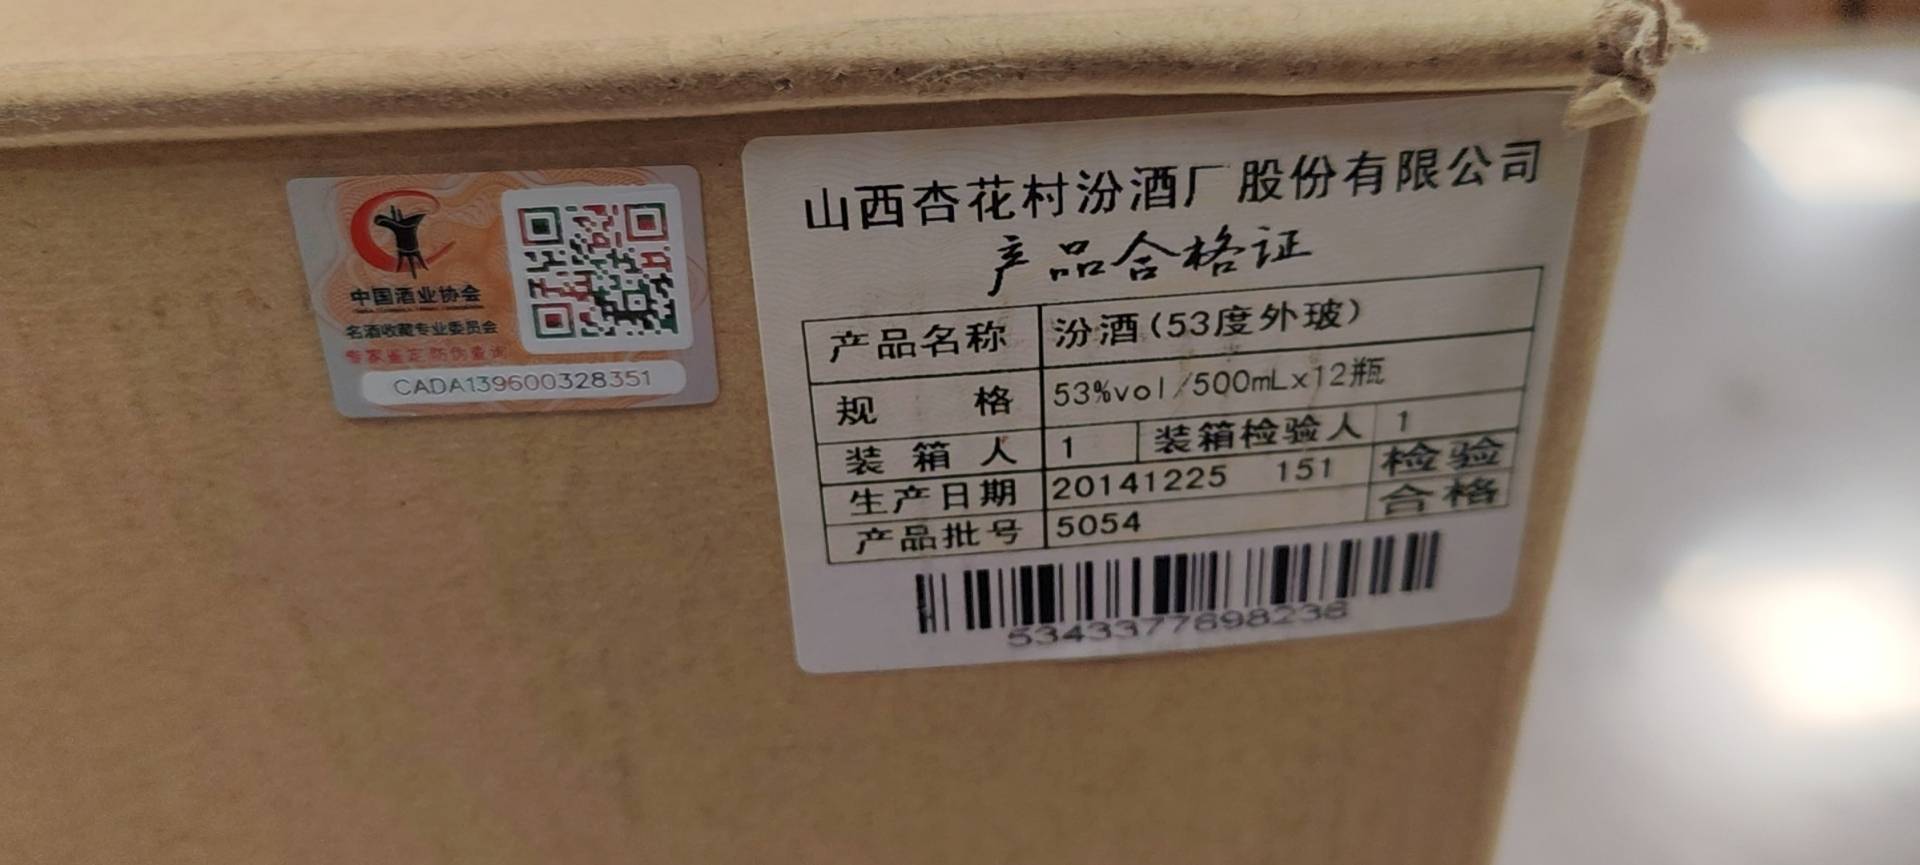 中国酒业协会
名酒收藏专业委员会
专家鉴定 防伪查询
CADA139600328351
山西杏花村汾酒厂股份有限公司
产品合格证
产品名称 汾酒(53度外玻)
规 格 53%vol/500mLx12瓶
装 箱 人 1 装箱检验人 1
生产日期 20141225 151 检验
产品批号 5054 合格
5343377698236